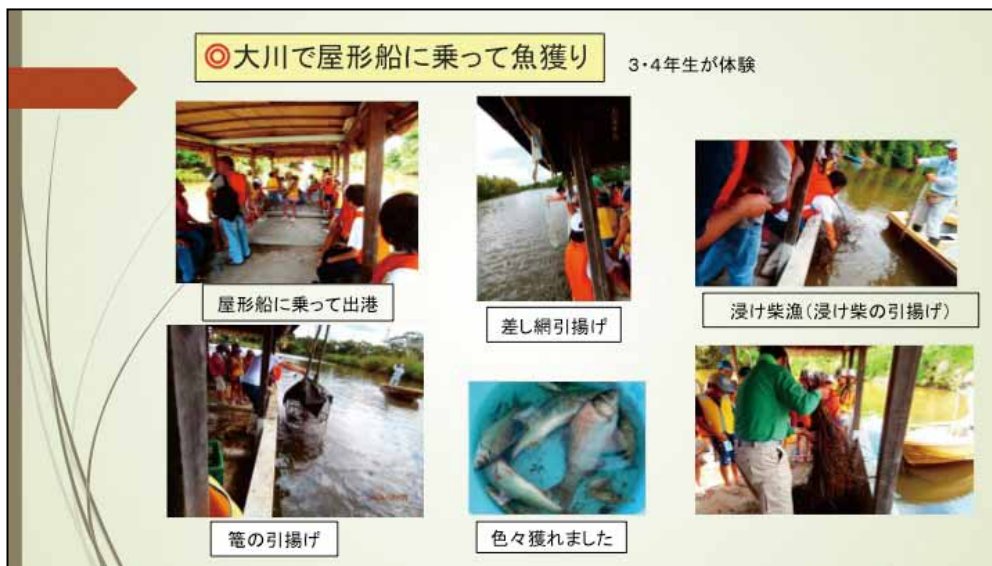 ◎大川で屋形船に乗って魚獲り
3・4年生が体験
屋形船に乗って出港
差し網引揚げ
浸け柴漁(浸け柴の引揚げ)
篭の引揚げ
色々獲れました